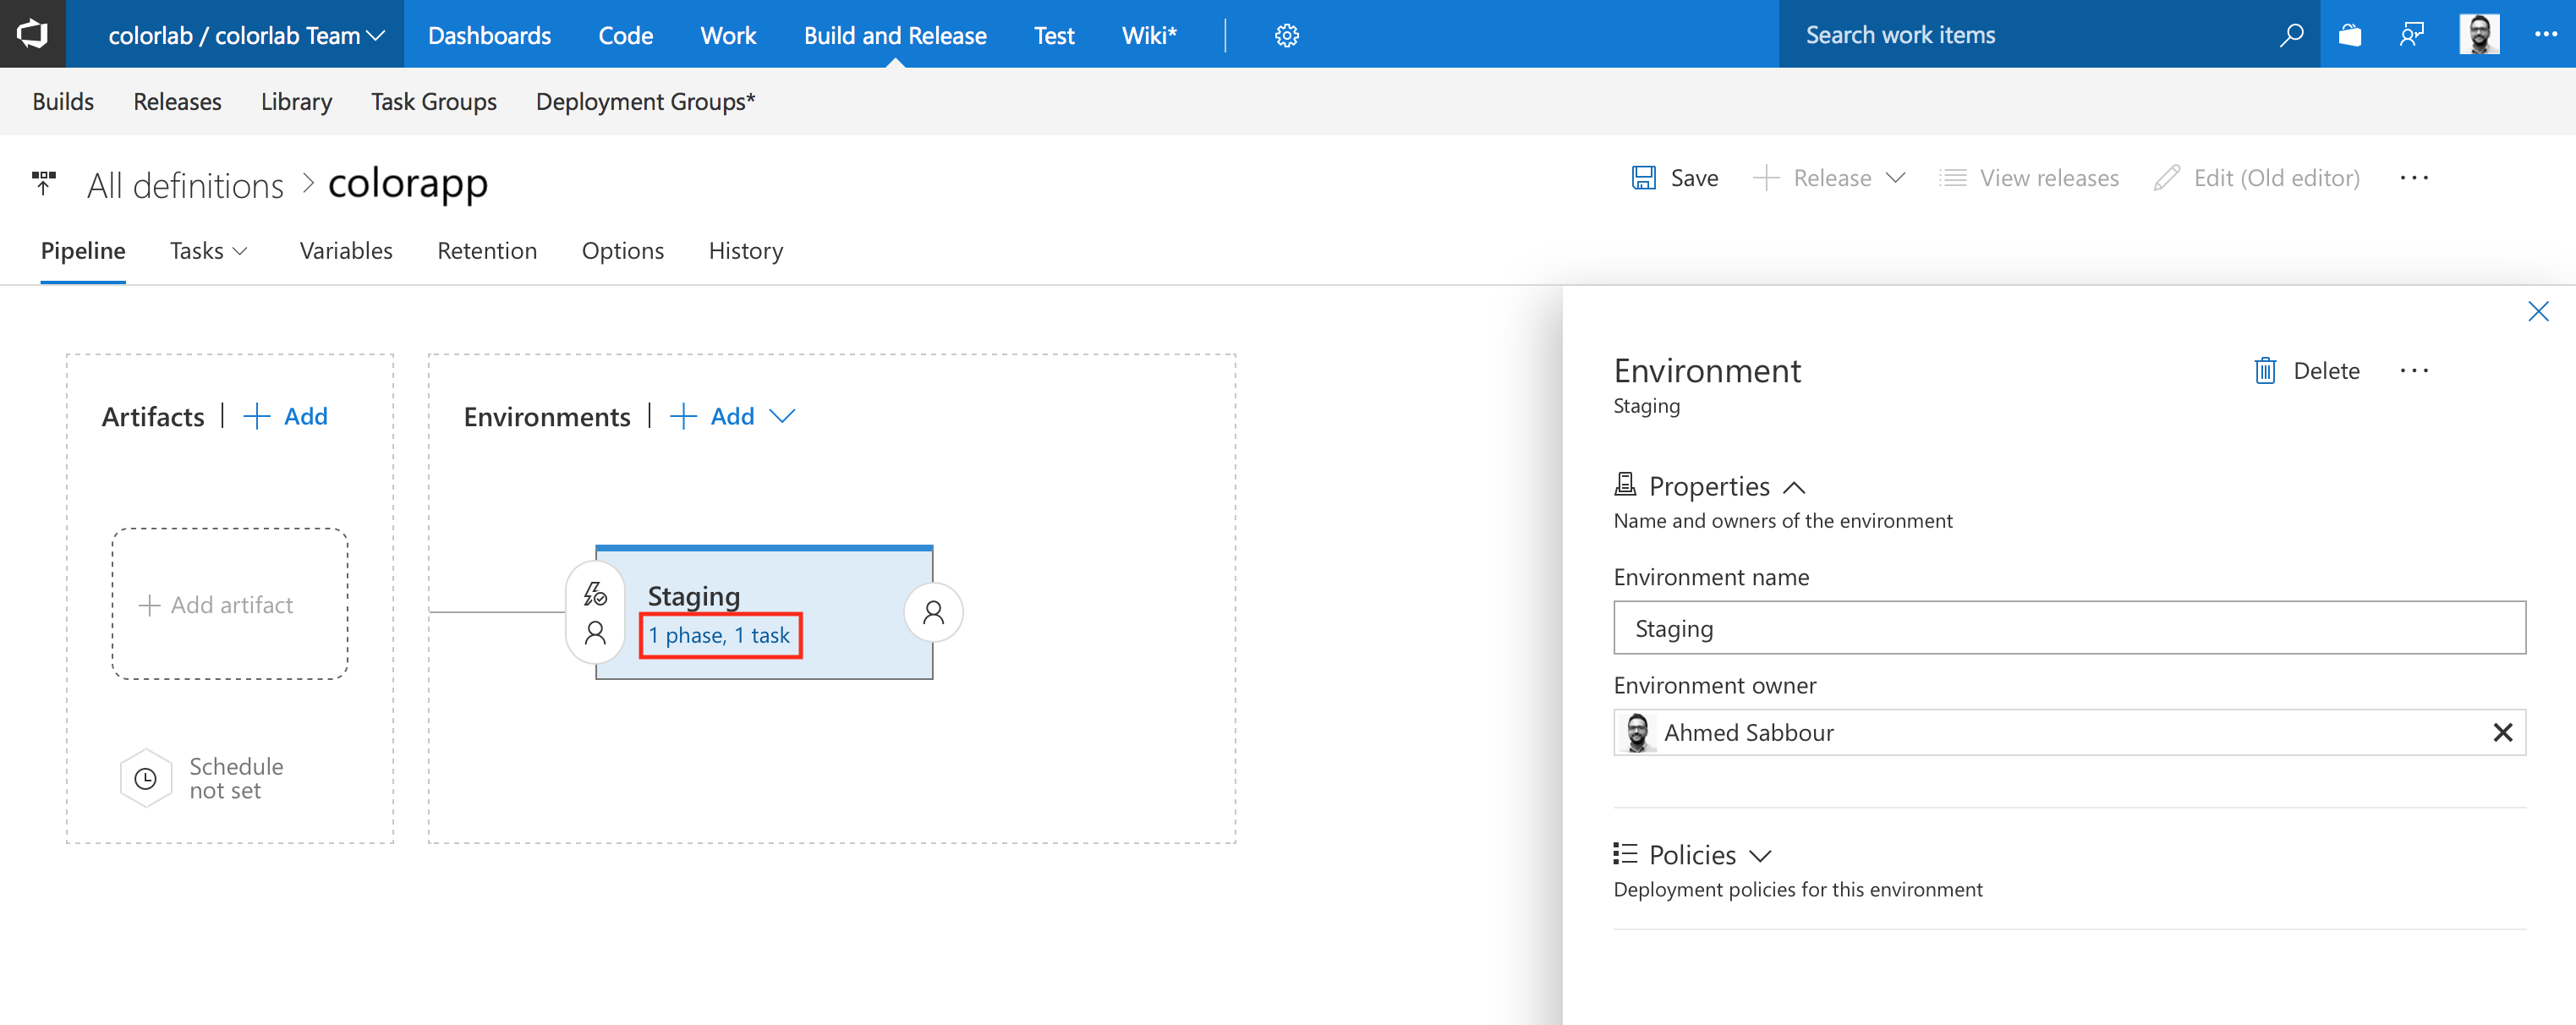 colorlab / colorlab Team Dashboards Code Work Build and Release Test Wiki* Search work items
Builds Releases Library Task Groups Deployment Groups*
All definitions > colorapp Save Release View releases Edit (Old editor) ...
Pipeline Tasks Variables Retention Options History
Artifacts | + Add
Environments | + Add
+ Add artifact
Schedule
not set
Staging
1 phase, 1 task
Environment Delete ...
Staging
Properties
Name and owners of the environment
Environment name
Staging
Environment owner
Ahmed Sabbour
Policies
Deployment policies for this environment